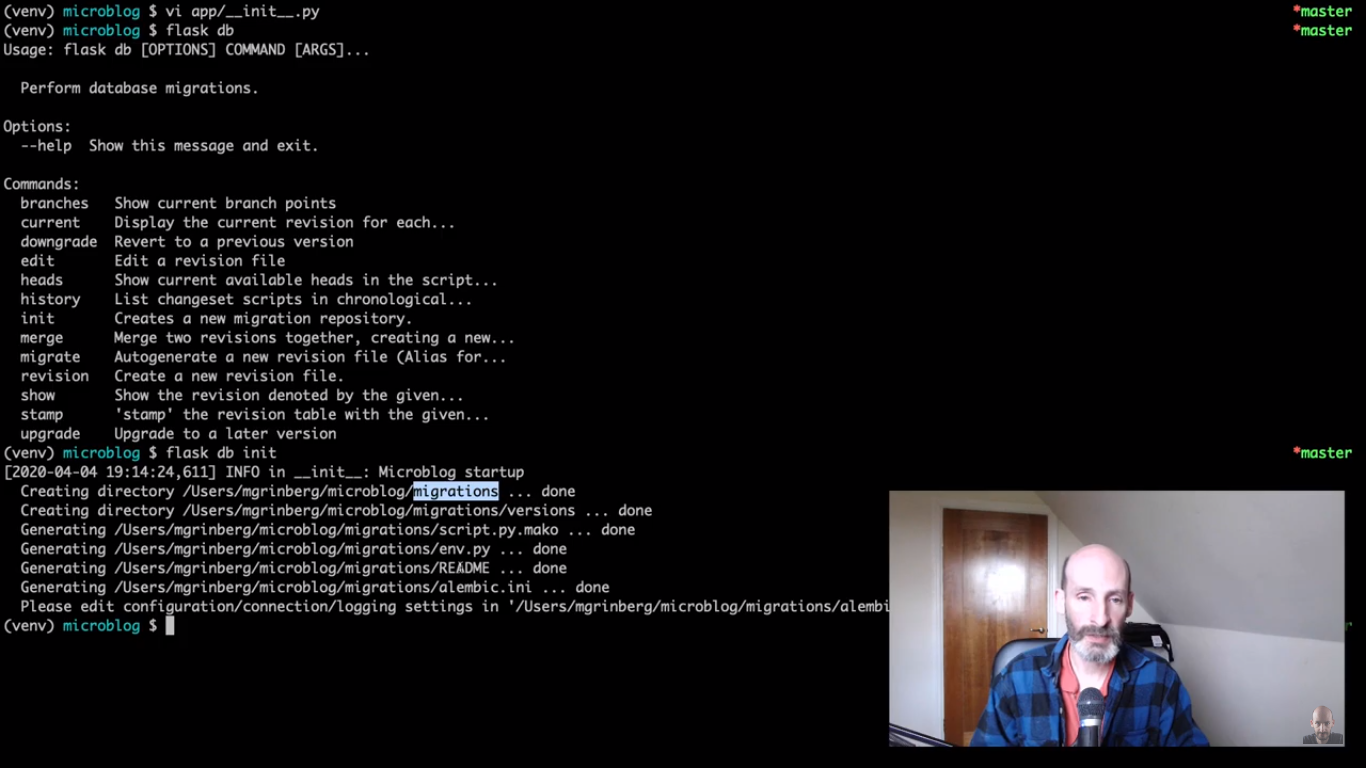 (venv) microblog $ vi app/__init__.py *master
(venv) microblog $ flask db *master
Usage: flask db [OPTIONS] COMMAND [ARGS]...
Perform database migrations.
Options:
--help Show this message and exit.
Commands:
branches Show current branch points
current Display the current revision for each...
downgrade Revert to a previous version
edit Edit a revision file
heads Show current available heads in the script...
history List changeset scripts in chronological...
init Creates a new migration repository.
merge Merge two revisions together, creating a new...
migrate Autogenerate a new revision file (Alias for...
revision Create a new revision file.
show Show the revision denoted by the given...
stamp 'stamp' the revision table with the given...
upgrade Upgrade to a later version
(venv) microblog $ flask db init *master
[2020-04-04 19:14:24,611] INFO in __init__: Microblog startup
Creating directory /Users/mgrinberg/microblog/migrations ... done
Creating directory /Users/mgrinberg/microblog/migrations/versions ... done
Generating /Users/mgrinberg/microblog/migrations/script.py.mako ... done
Generating /Users/mgrinberg/microblog/migrations/env.py ... done
Generating /Users/mgrinberg/microblog/migrations/README ... done
Generating /Users/mgrinberg/microblog/migrations/alembic.ini ... done
Please edit configuration/connection/logging settings in '/Users/mgrinberg/microblog/migrations/alembi
(venv) microblog $